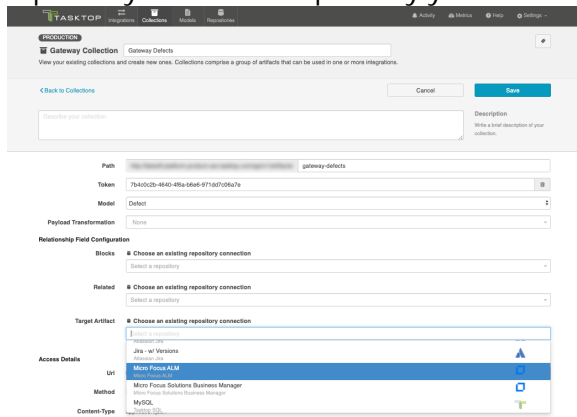 TASKTOP Integrations Collections Models Repositories Activity Metrics Help Settings
PRODUCTION
Gateway Collection Gateway Defects
View your existing collections and create new ones. Collections comprise a group of artifacts that can be used in one or more integrations.
Back to Collections Cancel Save
Describe your collection
Description
Write a brief description of your
collection.
Path gateway-defects
Token
Model Defect
Payload Transformation None
Relationship Field Configuration
Blocks Choose an existing repository connection
Select a repository
Related Choose an existing repository connection
Select a repository
Target Artifact Choose an existing repository connection
Select a repository
Atlassian Jira
Jira - w/ Versions
Atlassian Jira
Access Details
Micro Focus ALM
Micro Focus ALM
Url
Micro Focus Solutions Business Manager
Micro Focus Solutions Business Manager
Method
MySQL
Tasktop SQL
Content-Type